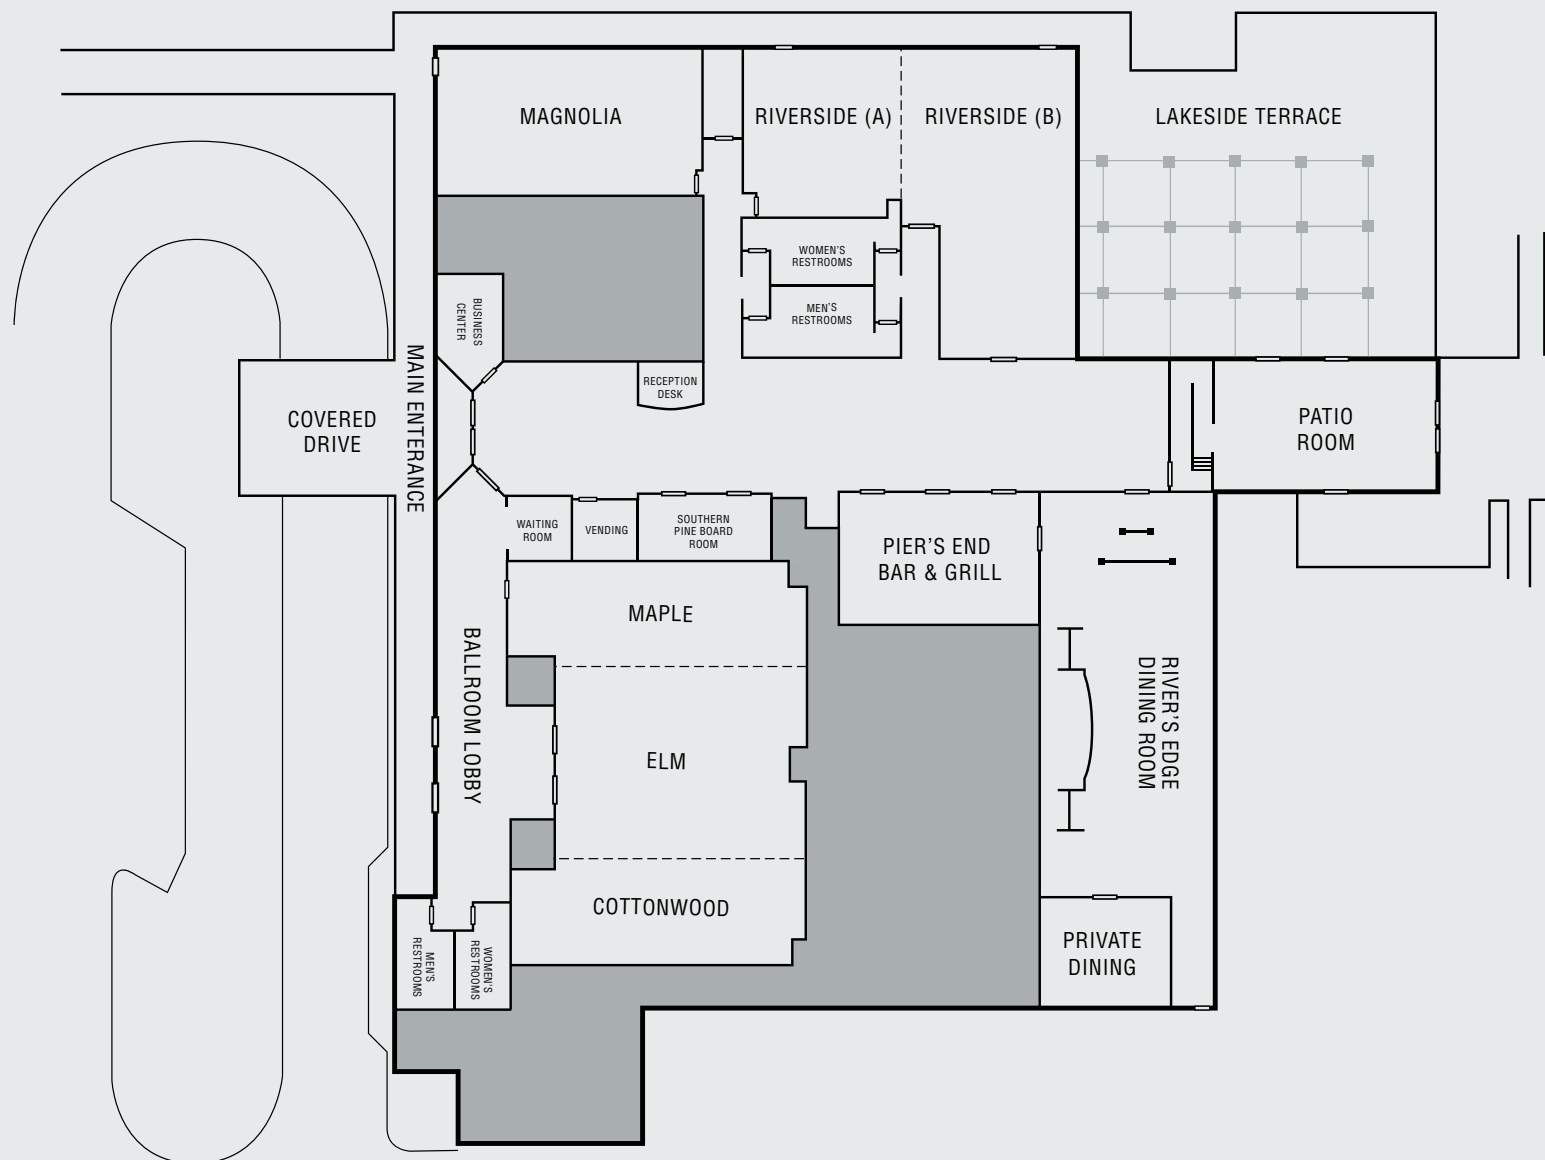 MAGNOLIA
RIVERSIDE (A)
RIVERSIDE (B)
LAKESIDE TERRACE
WOMEN'S
RESTROOMS
MEN'S
RESTROOMS
BUSINESS
CENTER
RECEPTION
DESK
MAIN ENTERANCE
COVERED
DRIVE
PATIO
ROOM
WAITING
ROOM
VENDING
SOUTHERN
PINE BOARD
ROOM
PIER'S END
BAR & GRILL
MAPLE
BALLROOM LOBBY
ELM
RIVER'S EDGE
DINING ROOM
COTTONWOOD
MEN'S
RESTROOMS
WOMEN'S
RESTROOMS
PRIVATE
DINING